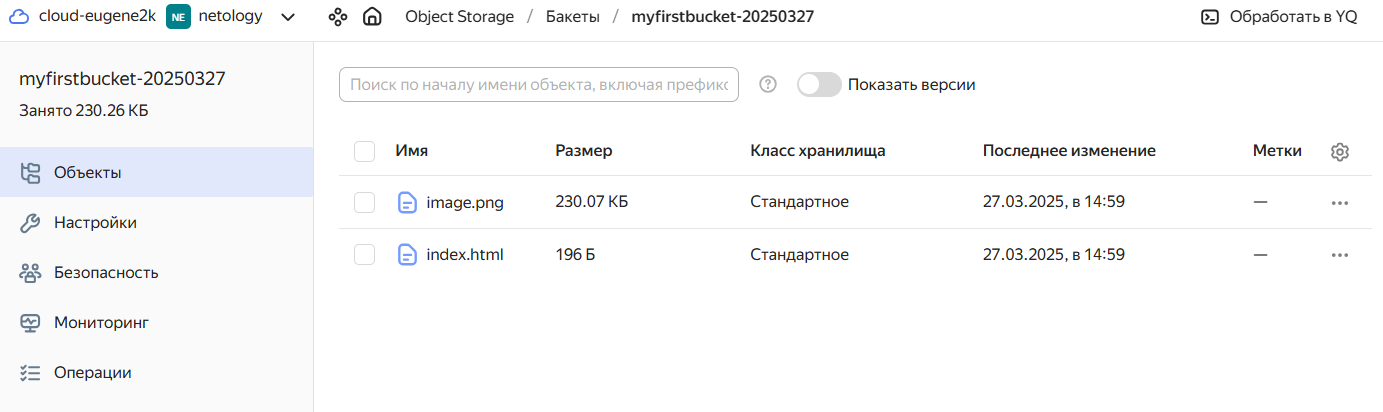 cloud-eugene2k NE netology Object Storage / Бакеты / myfirstbucket-20250327 Обработать в YQ
myfirstbucket-20250327
Занято 230.26 КБ
Объекты
Настройки
Безопасность
Мониторинг
Операции
Поиск по началу имени объекта, включая префикс ? Показать версии
Имя Размер Класс хранилища Последнее изменение Метки
image.png 230.07 КБ Стандартное 27.03.2025, в 14:59 —
index.html 196 Б Стандартное 27.03.2025, в 14:59 —